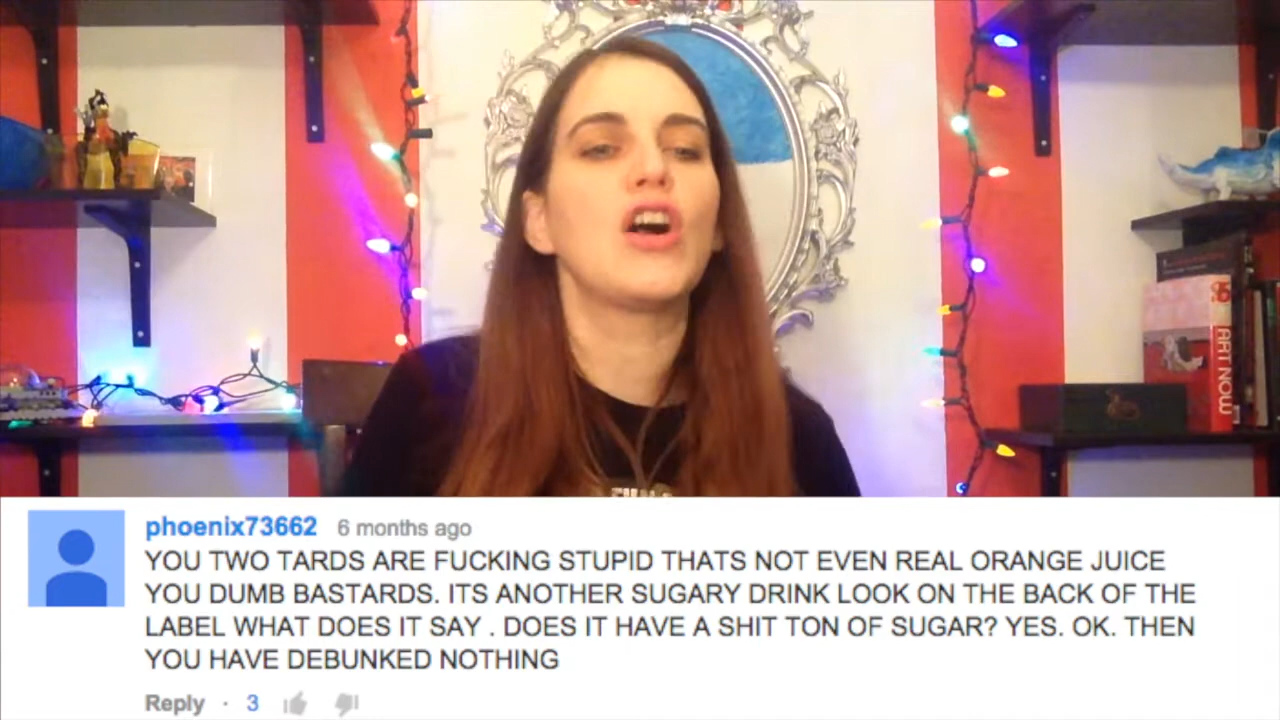 ART NOW
phoenix73662 6 months ago
YOU TWO TARDS ARE FUCKING STUPID THATS NOT EVEN REAL ORANGE JUICE
YOU DUMB BASTARDS. ITS ANOTHER SUGARY DRINK LOOK ON THE BACK OF THE
LABEL WHAT DOES IT SAY . DOES IT HAVE A SHIT TON OF SUGAR? YES. OK. THEN
YOU HAVE DEBUNKED NOTHING
Reply · 3